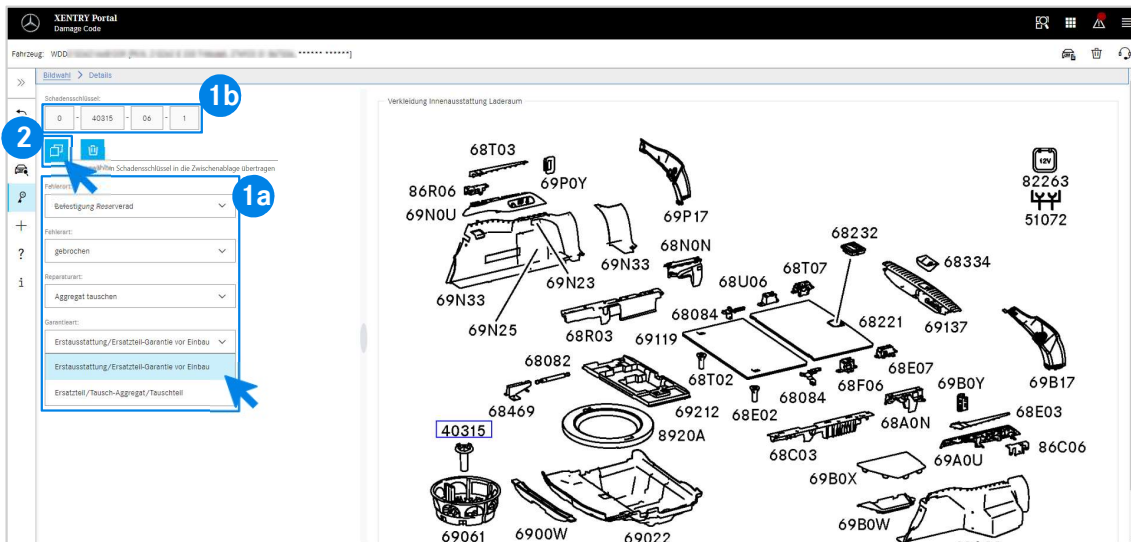 XENTRY Portal
Damage Code
Fahrzeug: WDD ****** ******]
Bildwahl > Details
Schadensschlüssel:
0 - 40315 - 06 - 1
1b
2
Schadensschlüssel in die Zwischenablage übertragen
1a
Fehlerort:
Befestigung Reserverad
Fehlerart:
gebrochen
Reparaturart:
Aggregat tauschen
Garantieart:
Erstausstattung/Ersatzteil-Garantie vor Einbau
Erstausstattung/Ersatzteil-Garantie vor Einbau
Ersatzteil/Tausch-Aggregat/Tauschteil
?
i
Verkleidung Innenausstattung Laderaum
68T03
69P0Y
86R06
69N0U
69P17
12V
82263
51072
68N0N
68232
69N33
68334
69N23
68U06
68T07
69N33
69N25
68R03
68084
69119
68221
69137
68082
68T02
68E07
68F06
69B0Y
69B17
68469
69212
68E02
68084
68A0N
68E03
40315
8920A
68C03
69A0U
86C06
69B0X
69B0W
69061
6900W
69022